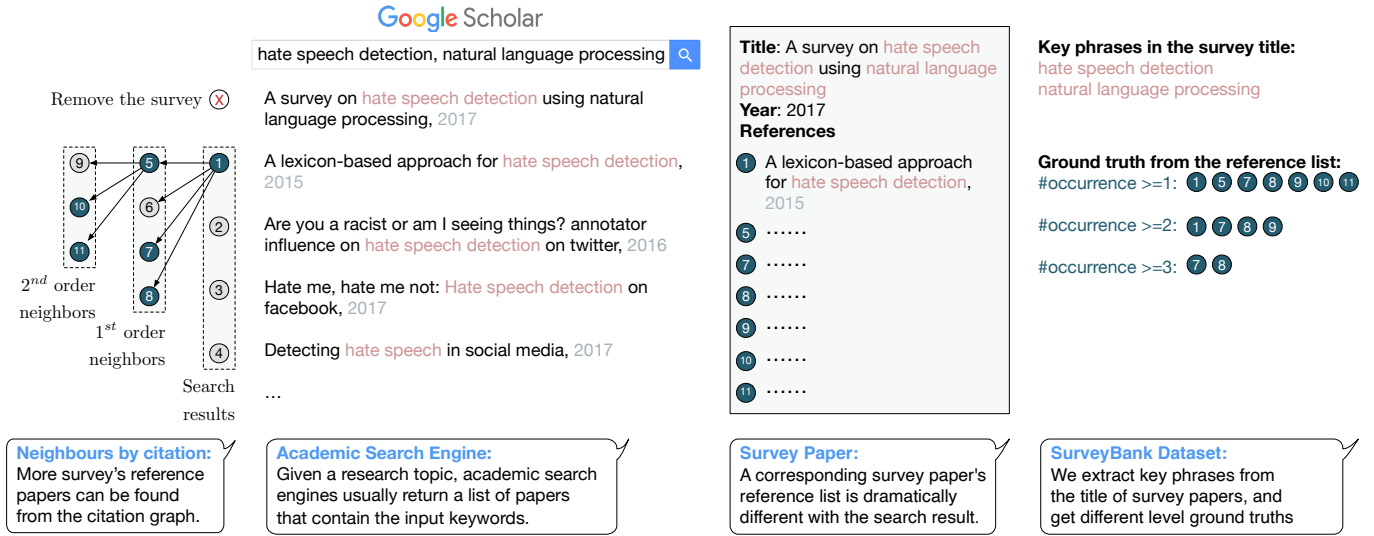 Google Scholar
hate speech detection, natural language processing
Remove the survey X
9
5
1
10
6
2
11
7
3
8
4
2nd order
neighbors
1st order
neighbors
Search
results
A survey on hate speech detection using natural
language processing, 2017
A lexicon-based approach for hate speech detection,
2015
Are you a racist or am I seeing things? annotator
influence on hate speech detection on twitter, 2016
Hate me, hate me not: Hate speech detection on
facebook, 2017
Detecting hate speech in social media, 2017
...
Title: A survey on hate speech
detection using natural language
processing
Year: 2017
References
1 A lexicon-based approach
for hate speech detection,
2015
5 ......
7 ......
8 ......
9 ......
10 ......
11 ......
Key phrases in the survey title:
hate speech detection
natural language processing
Ground truth from the reference list:
#occurrence >=1: 1 5 7 8 9 10 11
#occurrence >=2: 1 7 8 9
#occurrence >=3: 7 8
Neighbours by citation:
More survey's reference
papers can be found
from the citation graph.
Academic Search Engine:
Given a research topic, academic search
engines usually return a list of papers
that contain the input keywords.
Survey Paper:
A corresponding survey paper's
reference list is dramatically
different with the search result.
SurveyBank Dataset:
We extract key phrases from
the title of survey papers, and
get different level ground truths